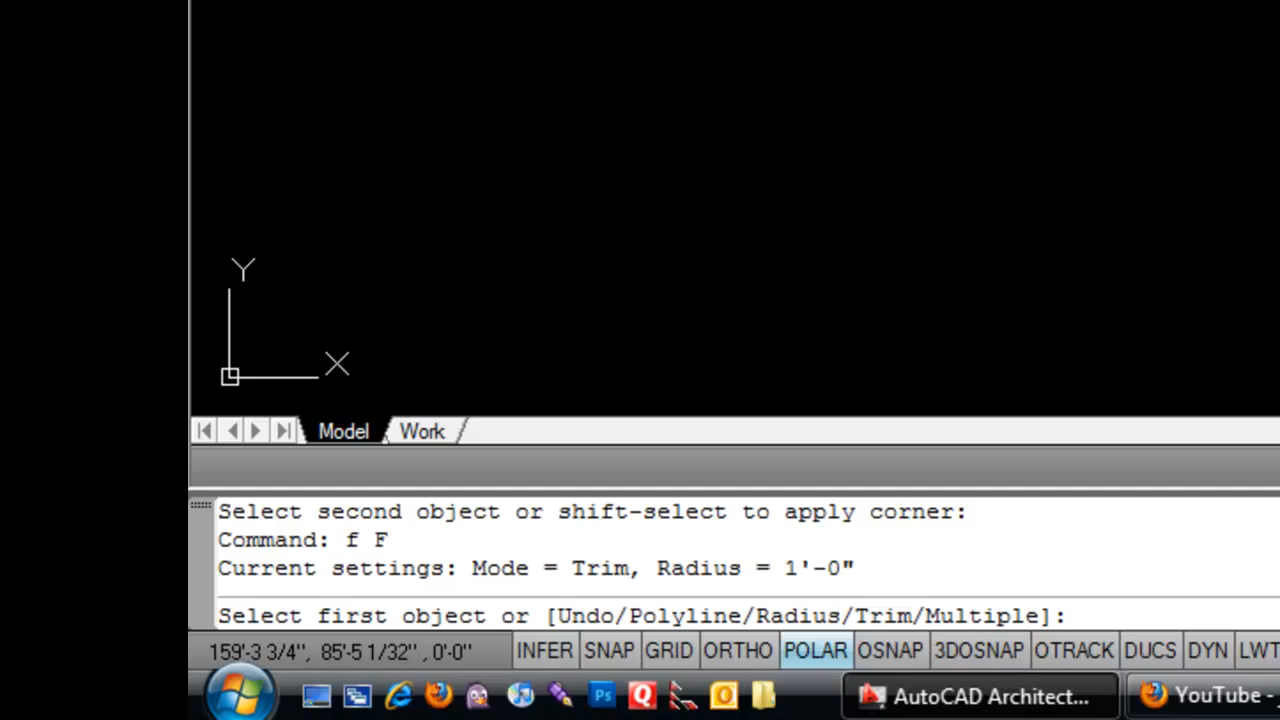 Y
X
Model Work
Select second object or shift-select to apply corner:
Command: f F
Current settings: Mode = Trim, Radius = 1'-0"
Select first object or [Undo/Polyline/Radius/Trim/Multiple]:
159'-3 3/4", 85'-5 1/32" , 0'-0" INFER SNAP GRID ORTHO POLAR OSNAP 3DOSNAP OTRACK DUCS DYN LWT
Ps Q O AutoCAD Architect... YouTube -